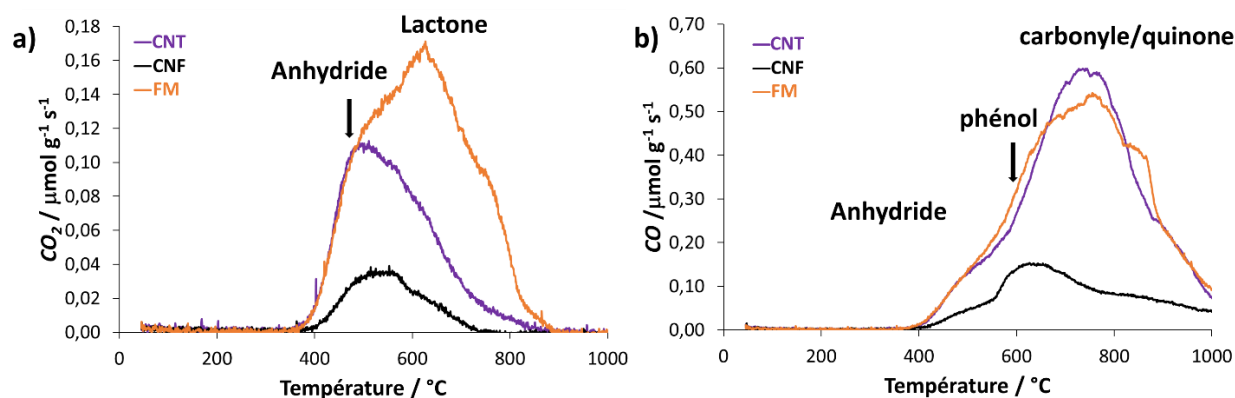 a)
CNT
CNF
FM
Lactone
Anhydride
CO2 / µmol g-1 s-1
0,18
0,16
0,14
0,12
0,10
0,08
0,06
0,04
0,02
0,00
0 200 400 600 800 1000
Température / °C
b)
CNT
CNF
FM
carbonyle/quinone
phénol
Anhydride
CO /µmol g-1 s-1
0,70
0,60
0,50
0,40
0,30
0,20
0,10
0,00
0 200 400 600 800 1000
Température / °C